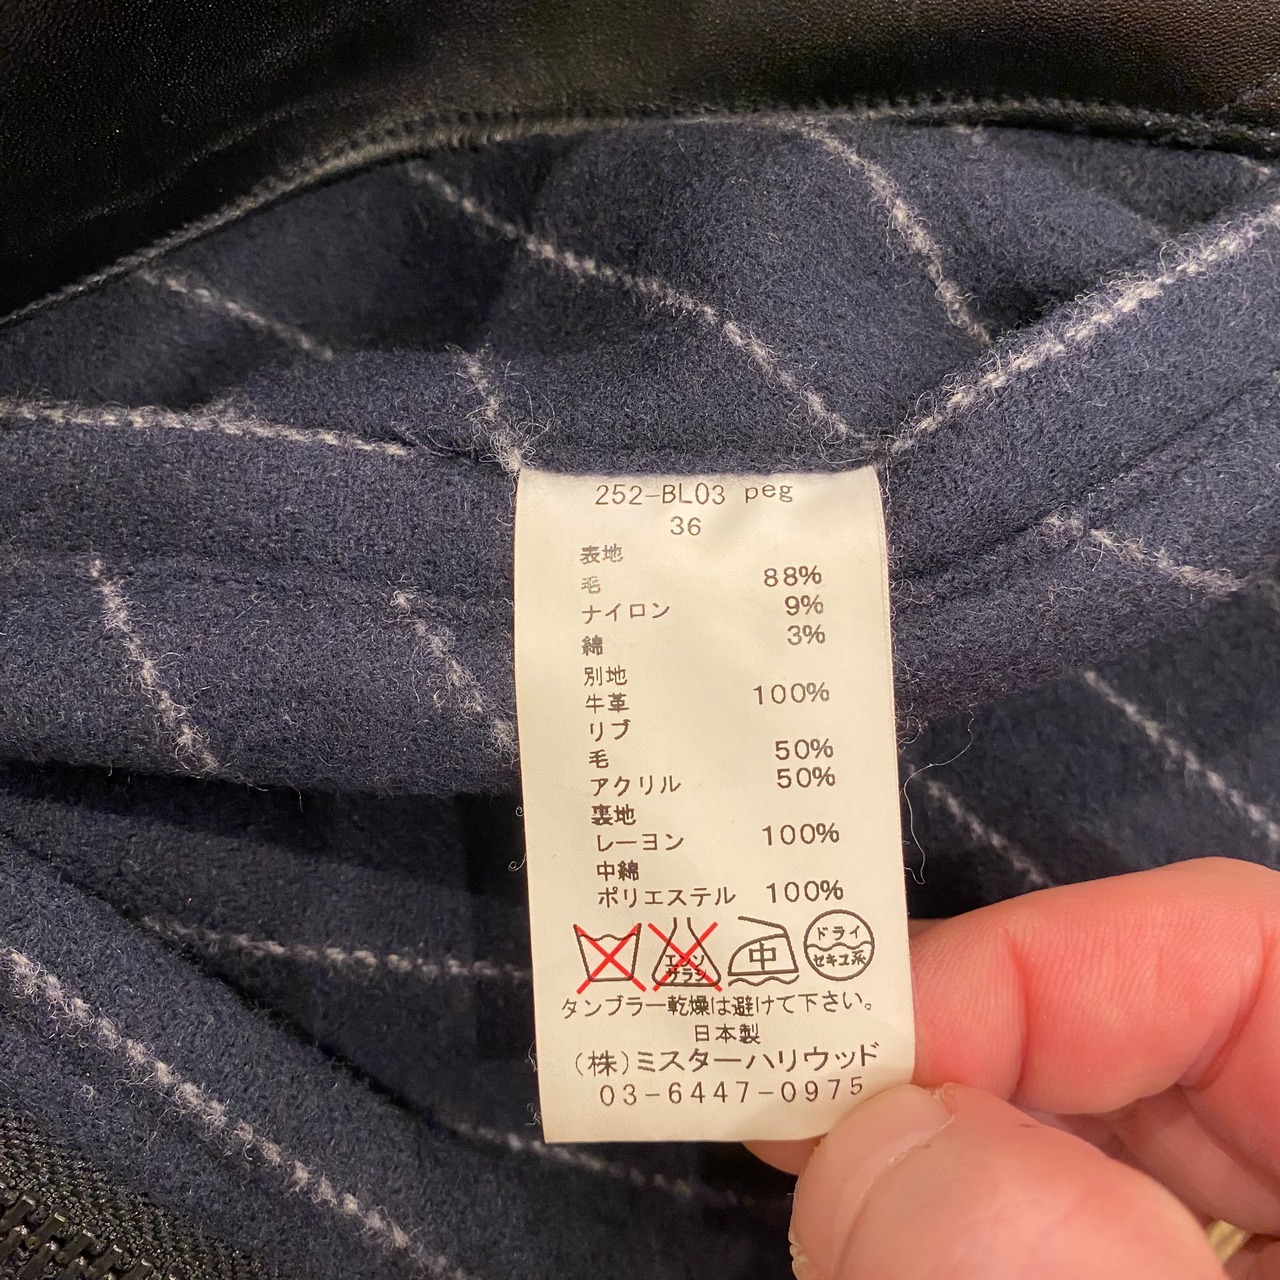 252-BL03 peg
36
表地
毛 88%
ナイロン 9%
綿 3%
別地
牛革 100%
リブ
毛 50%
アクリル 50%
裏地
レーヨン 100%
中綿
ポリエステル 100%
エンソ サラシ 中 ドライ セキユ系
タンブラー乾燥は避けて下さい。
日本製
(株)ミスターハリウッド
03-6447-0975